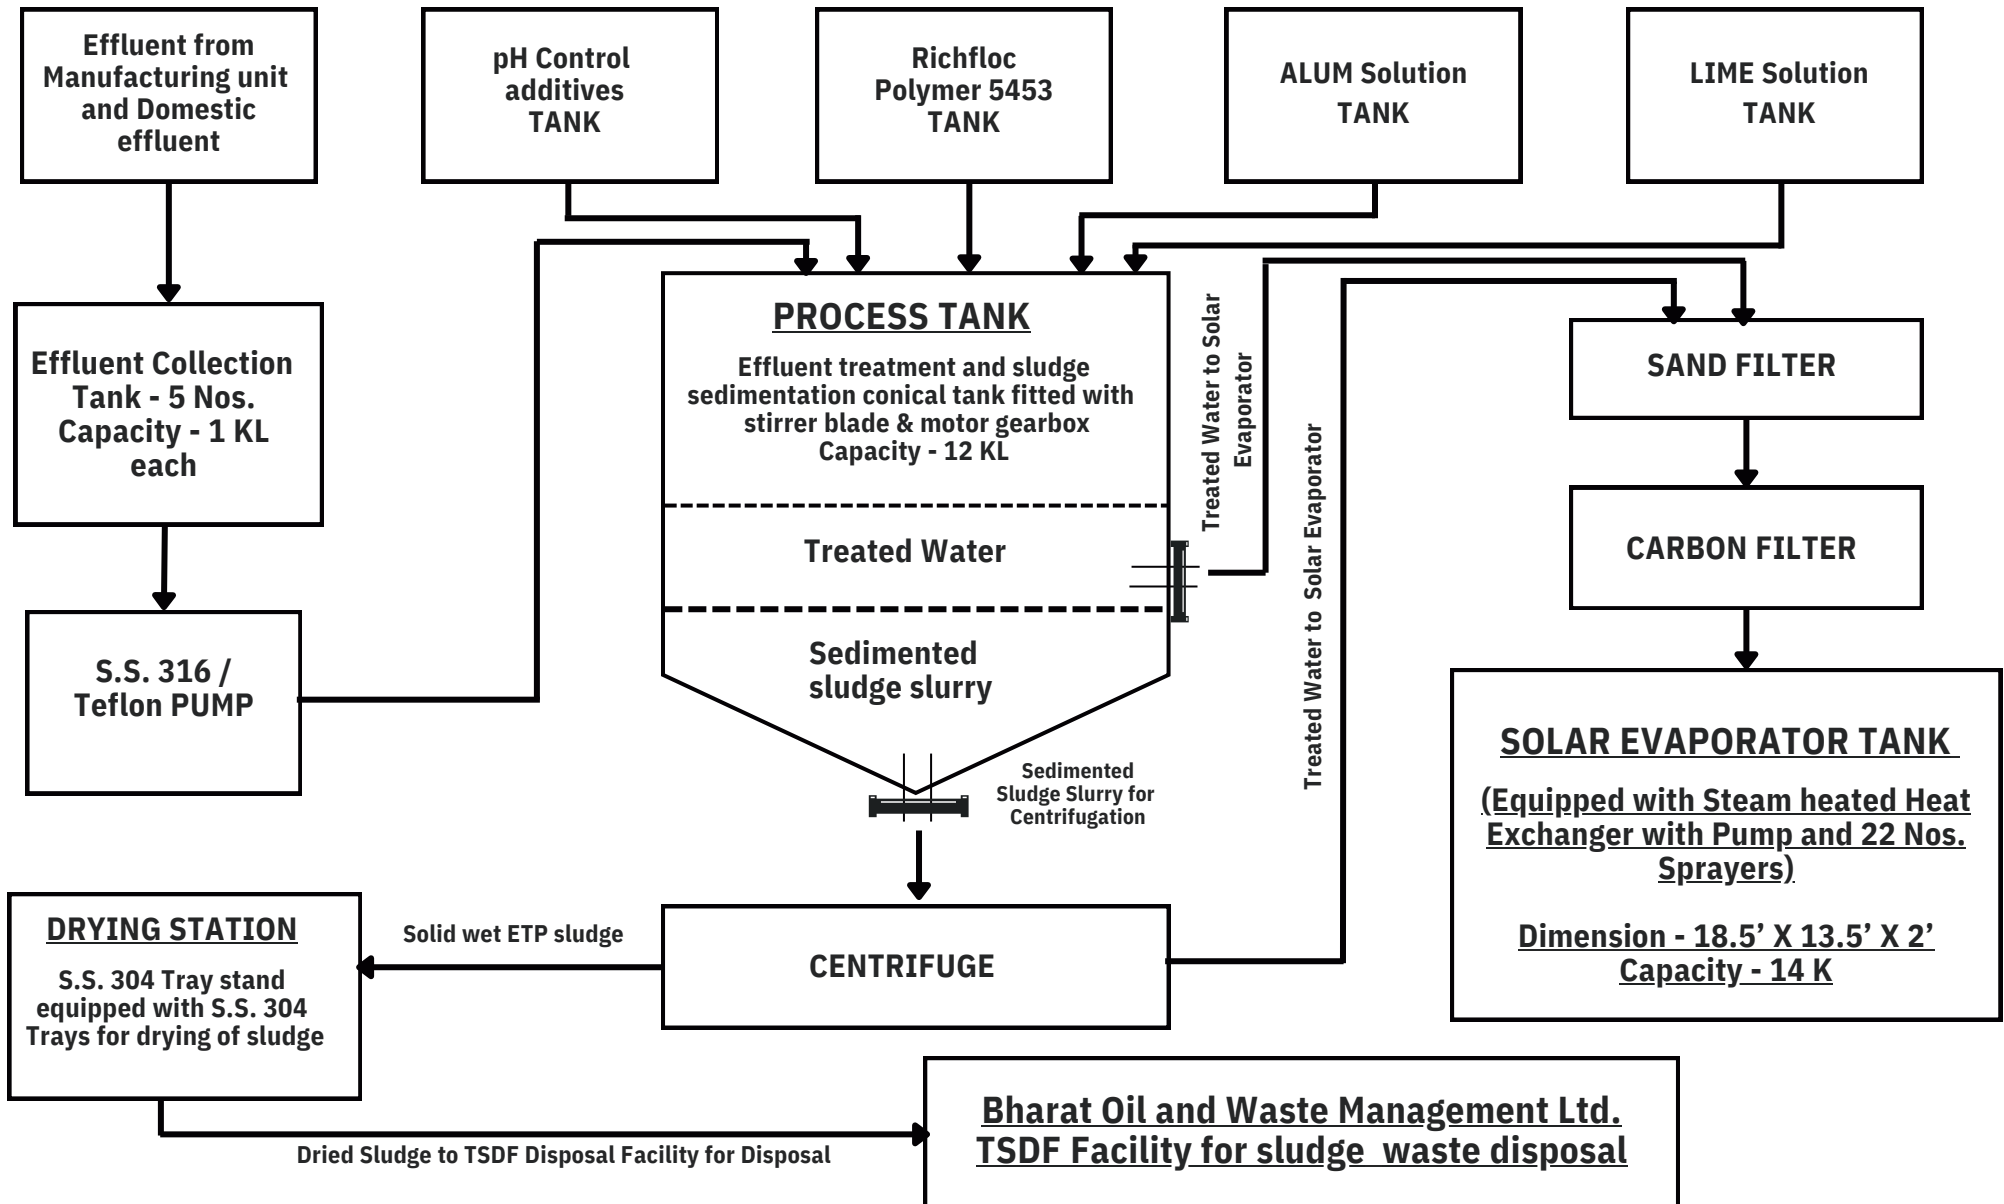 Effluent from
Manufacturing unit
and Domestic
effluent
pH Control
additives
TANK
Richfloc
Polymer 5453
TANK
ALUM Solution
TANK
LIME Solution
TANK
Effluent Collection
Tank - 5 Nos.
Capacity - 1 KL
each
S.S. 316 /
Teflon PUMP
PROCESS TANK
Effluent treatment and sludge
sedimentation conical tank fitted with
stirrer blade & motor gearbox
Capacity - 12 KL
Treated Water
Sedimented
sludge slurry
Sedimented
Sludge Slurry for
Centrifugation
Treated Water to Solar
Evaporator
Treated Water to Solar Evaporator
SAND FILTER
CARBON FILTER
SOLAR EVAPORATOR TANK
(Equipped with Steam heated Heat
Exchanger with Pump and 22 Nos.
Sprayers)
Dimension - 18.5’ X 13.5’ X 2’
Capacity - 14 K
CENTRIFUGE
Solid wet ETP sludge
DRYING STATION
S.S. 304 Tray stand
equipped with S.S. 304
Trays for drying of sludge
Dried Sludge to TSDF Disposal Facility for Disposal
Bharat Oil and Waste Management Ltd.
TSDF Facility for sludge waste disposal